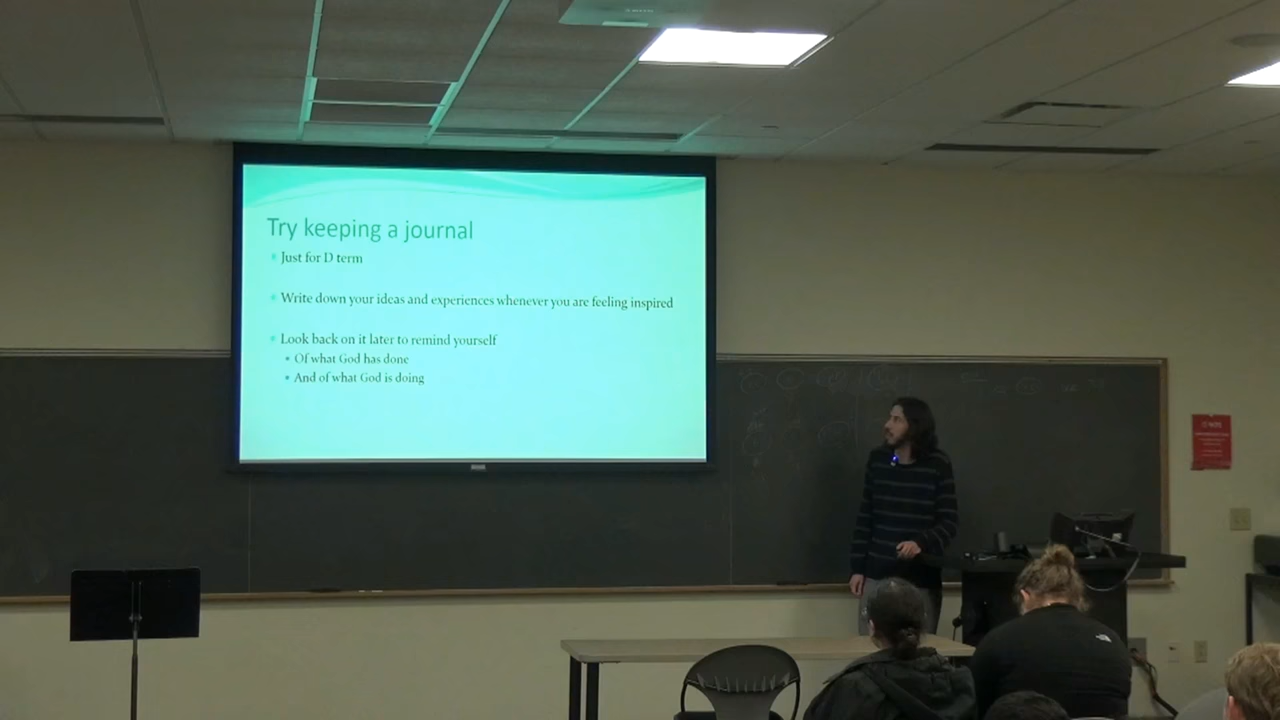 Try keeping a journal
Just for D term
Write down your ideas and experiences whenever you are feeling inspired
Look back on it later to remind yourself
Of what God has done
And of what God is doing